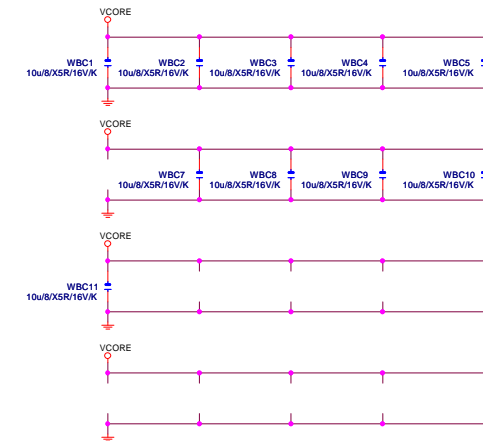 VCORE
WBC1 WBC2 WBC3 WBC4 WBC5
10u/8/X5R/16V/K 10u/8/X5R/16V/K 10u/8/X5R/16V/K 10u/8/X5R/16V/K 10u/8/X5R/16V/K
VCORE
WBC7 WBC8 WBC9 WBC10
10u/8/X5R/16V/K 10u/8/X5R/16V/K 10u/8/X5R/16V/K 10u/8/X5R/16V/K
VCORE
WBC11
10u/8/X5R/16V/K
VCORE